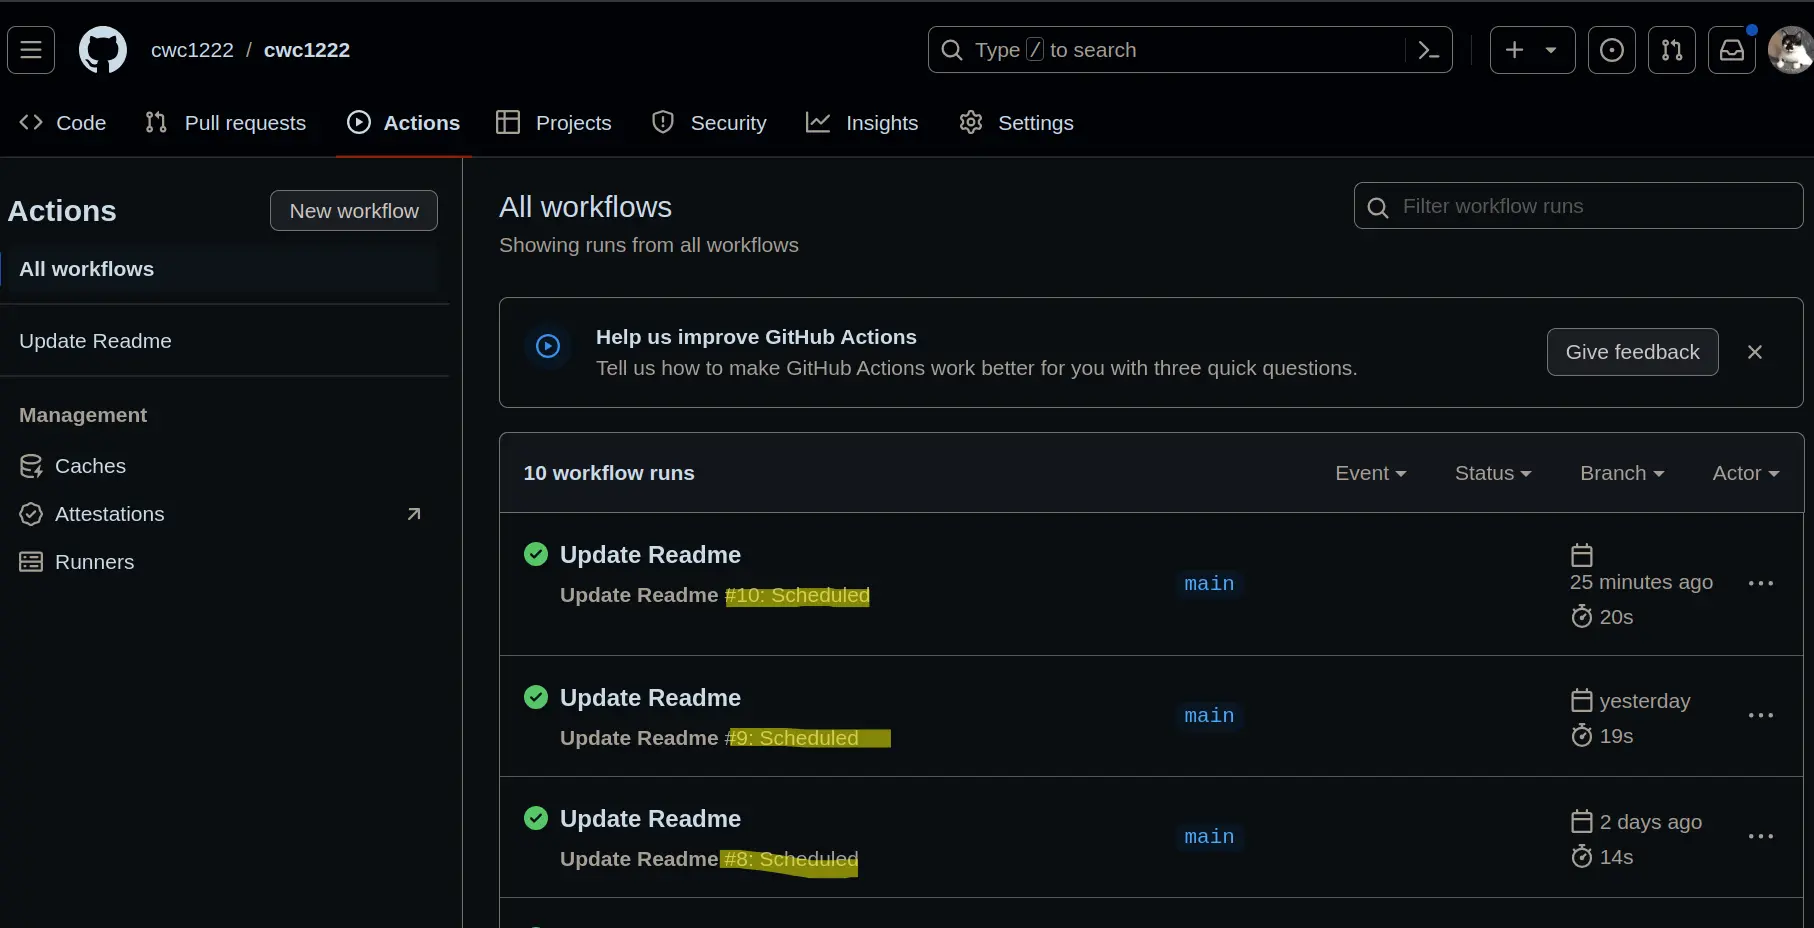 cwc1222 / cwc1222
Type / to search
Code
Pull requests
Actions
Projects
Security
Insights
Settings
Actions
New workflow
All workflows
Update Readme
Management
Caches
Attestations
Runners
All workflows
Showing runs from all workflows
Filter workflow runs
Help us improve GitHub Actions
Tell us how to make GitHub Actions work better for you with three quick questions.
Give feedback
10 workflow runs
Event
Status
Branch
Actor
Update Readme
Update Readme #10: Scheduled
main
25 minutes ago
20s
Update Readme
Update Readme #9: Scheduled
main
yesterday
19s
Update Readme
Update Readme #8: Scheduled
main
2 days ago
14s